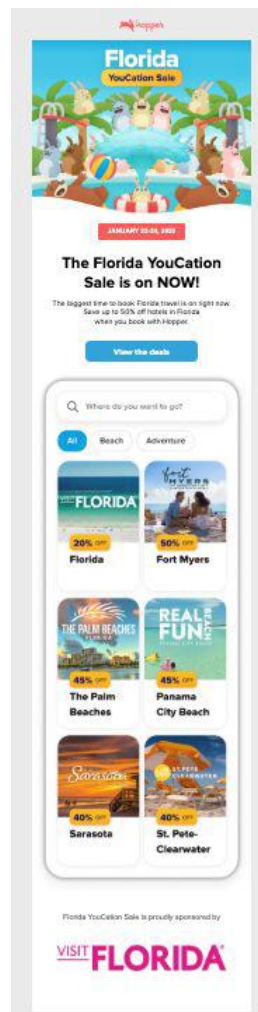 Hopper
Florida
YouCation Sale
The Florida YouCation
Sale is on NOW!
The biggest time to book Florida travel is on right now.
Save up to 50% off hotels in Florida
when you book with Hopper.
View the deals
Where do you want to go?
All Beach Adventure
VISIT FLORIDA
fort MYERS
20% OFF
50% OFF
Florida
Fort Myers
THE PALM BEACHES
FLORIDA
REAL FUN BEACH
45% OFF
45% OFF
The Palm
Beaches
Panama
City Beach
Sarasota
ST. PETE
CLEARWATER
40% OFF
40% OFF
Sarasota
St. Pete-
Clearwater
Florida YouCation Sale is proudly sponsored by
VISIT FLORIDA